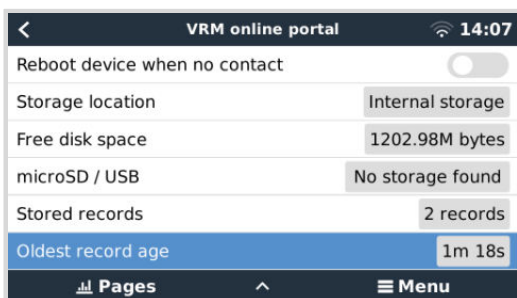 VRM online portal 14:07
Reboot device when no contact
Storage location Internal storage
Free disk space 1202.98M bytes
microSD / USB No storage found
Stored records 2 records
Oldest record age 1m 18s
Pages Menu